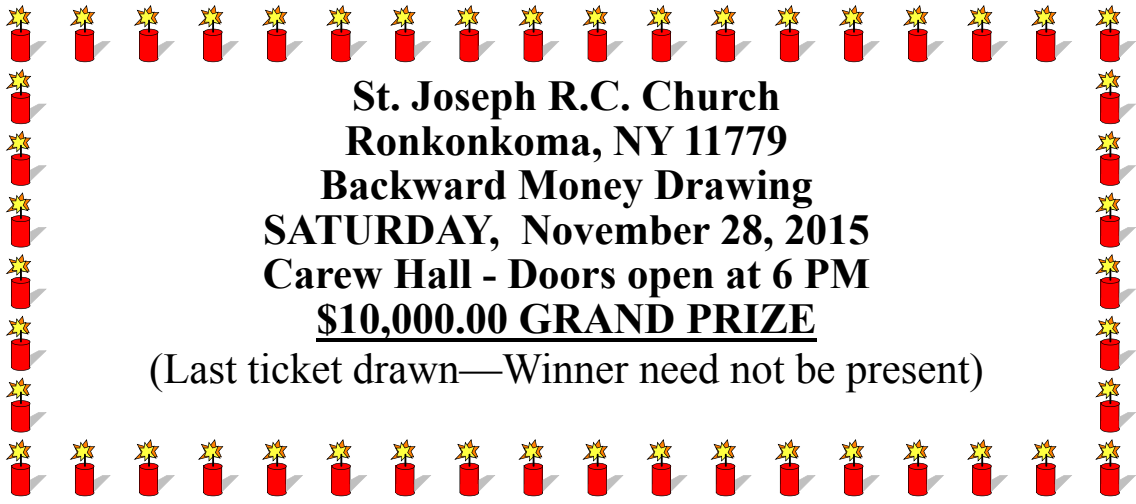 St. Joseph R.C. Church
Ronkonkoma, NY 11779
Backward Money Drawing
SATURDAY,  November 28, 2015
Carew Hall - Doors open at 6 PM
$10,000.00 GRAND PRIZE
(Last ticket drawn—Winner need not be present)